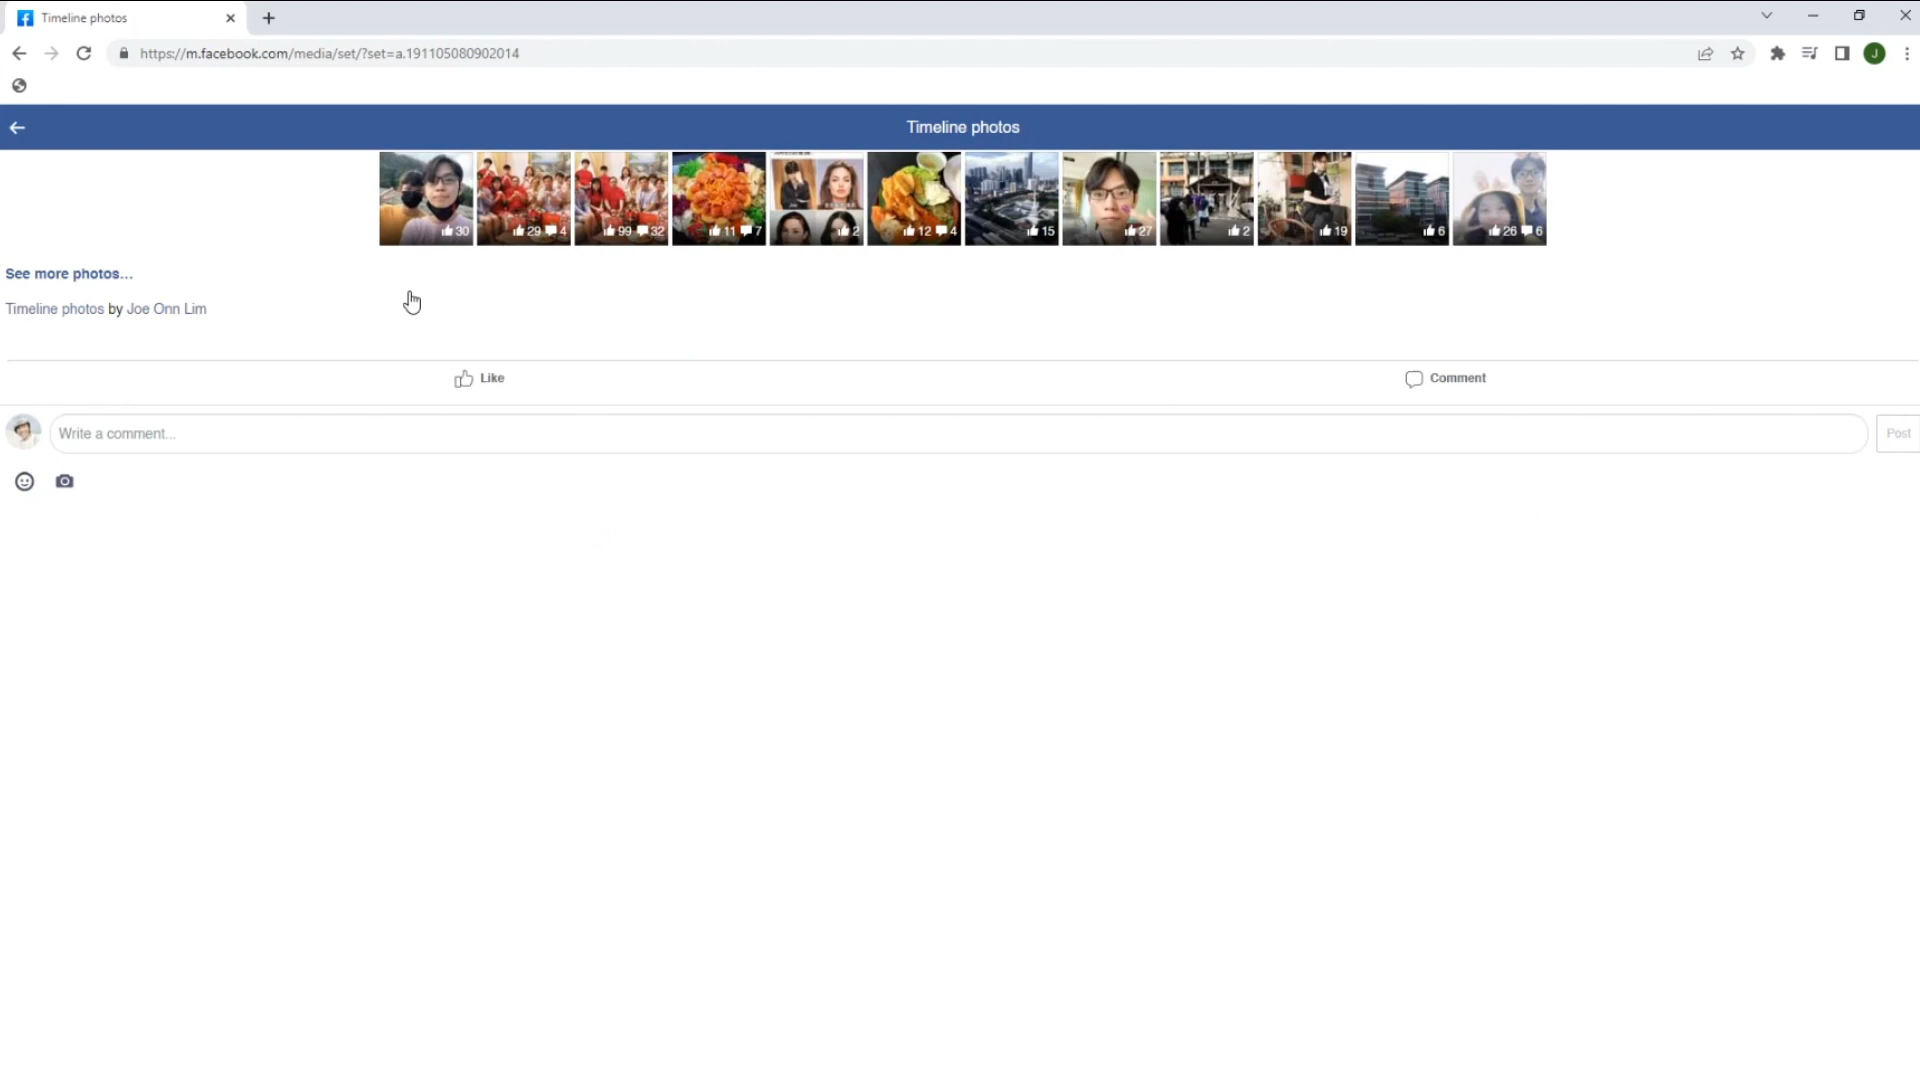 Timeline photos
https://m.facebook.com/media/set/?set=a.191105080902014
J
Timeline photos
30
29 4
99 32
11 7
2
12 4
15
27
2
19
6
26 6
See more photos...
Timeline photos by Joe Onn Lim
Like
Comment
Write a comment...
Post